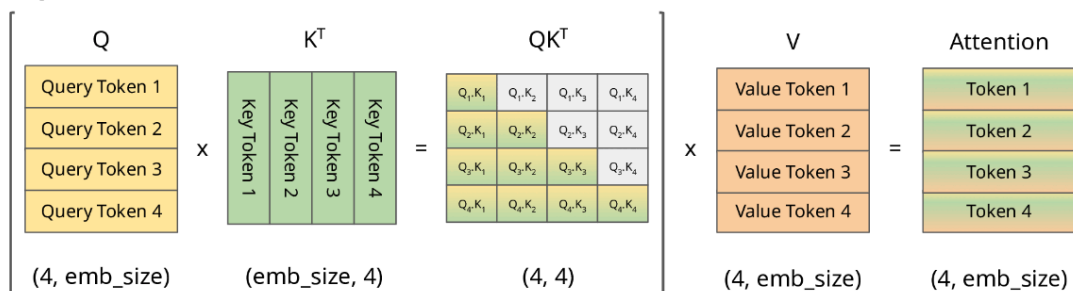 Q
K^T
QK^T
V
Attention
Query Token 1
Query Token 2
Query Token 3
Query Token 4
x
Key Token 1
Key Token 2
Key Token 3
Key Token 4
=
Q₁.K₁ Q₁.K₂ Q₁.K₃ Q₁.K₄
Q₂.K₁ Q₂.K₂ Q₂.K₃ Q₂.K₄
Q₃.K₁ Q₃.K₂ Q₃.K₃ Q₃.K₄
Q₄.K₁ Q₄.K₂ Q₄.K₃ Q₄.K₄
x
Value Token 1
Value Token 2
Value Token 3
Value Token 4
=
Token 1
Token 2
Token 3
Token 4
(4, emb_size)
(emb_size, 4)
(4, 4)
(4, emb_size)
(4, emb_size)